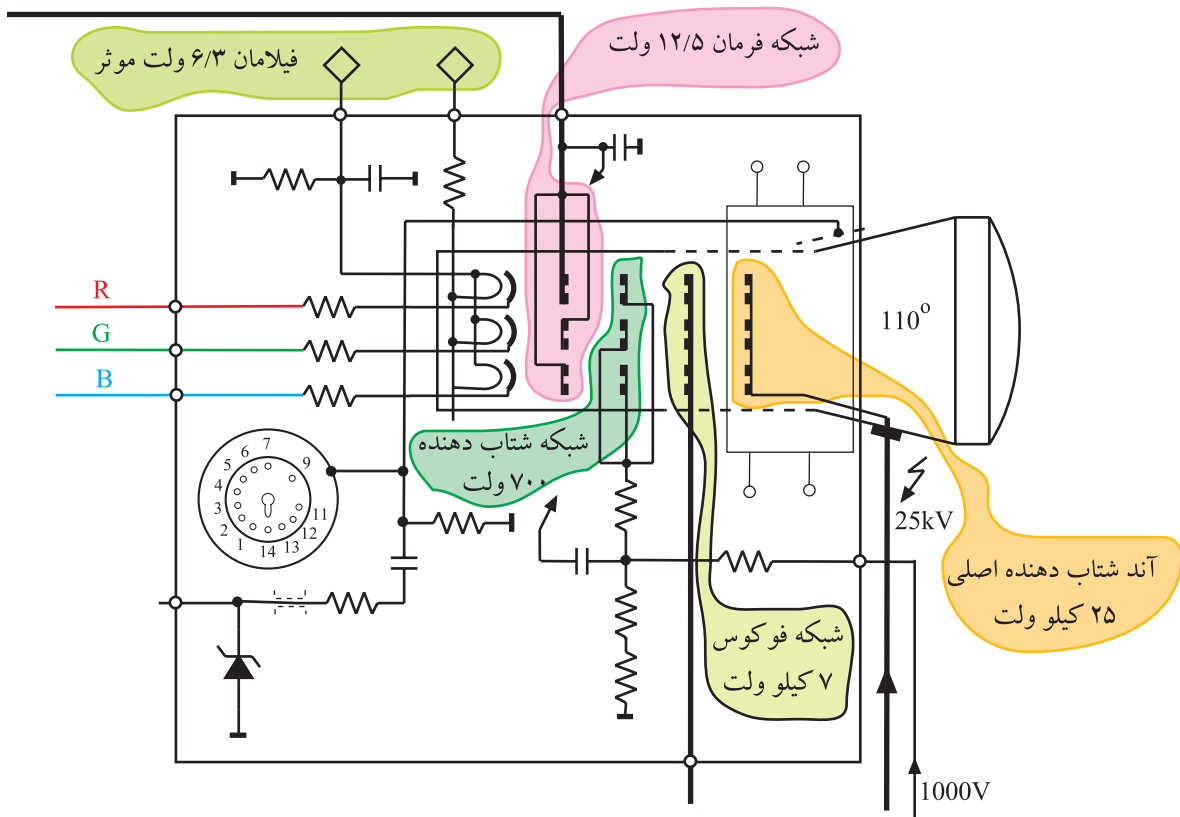 شبکه فرمان ۱۲/۵ ولت
فیلامان ۶/۳ ولت موثر
R
G
B
110°
شبکه شتاب دهنده
۷۰۰ ولت
7
6
5
4
3
2
1
14
13
12
11
9
25kV
آند شتاب دهنده اصلی
۲۵ کیلو ولت
شبکه فوکوس
۷ کیلو ولت
1000V